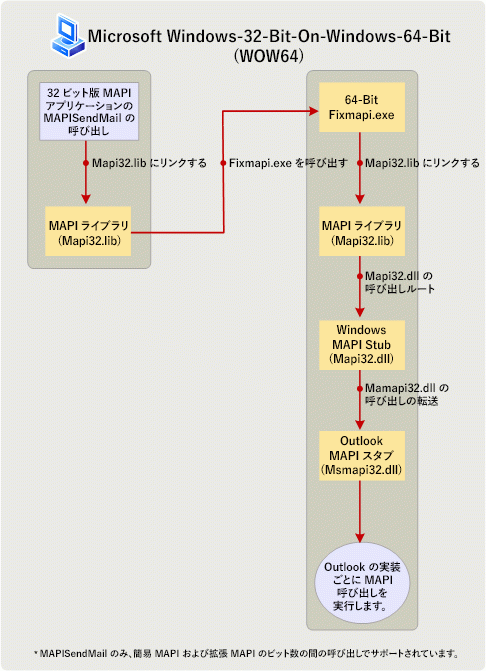 Microsoft Windows-32-Bit-On-Windows-64-Bit
(WOW64)
32 ビット版 MAPI
アプリケーションの
MAPISendMail の
呼び出し
Mapi32.lib にリンクする
MAPI ライブラリ
(Mapi32.lib)
Fixmapi.exe を呼び出す
64-Bit
Fixmapi.exe
Mapi32.lib にリンクする
MAPI ライブラリ
(Mapi32.lib)
Mapi32.dll の
呼び出しルート
Windows
MAPI Stub
(Mapi32.dll)
Mamapi32.dll の
呼び出しの転送
Outlook
MAPI スタブ
(Msmapi32.dll)
Outlook の実装
ごとに MAPI
呼び出しを
実行します。
* MAPISendMail のみ、簡易 MAPI および拡張 MAPI のビット数の間の呼び出しでサポートされています。